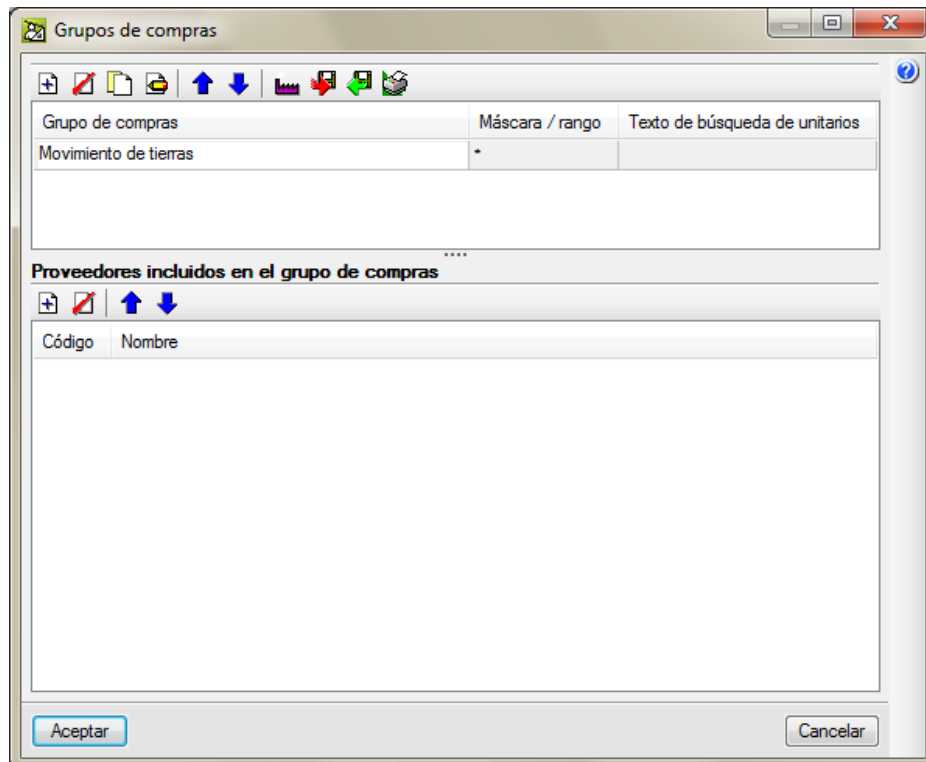 Grupos de compras
Grupo de compras Máscara / rango Texto de búsqueda de unitarios
Movimiento de tierras *
Proveedores incluidos en el grupo de compras
Código Nombre
Aceptar Cancelar